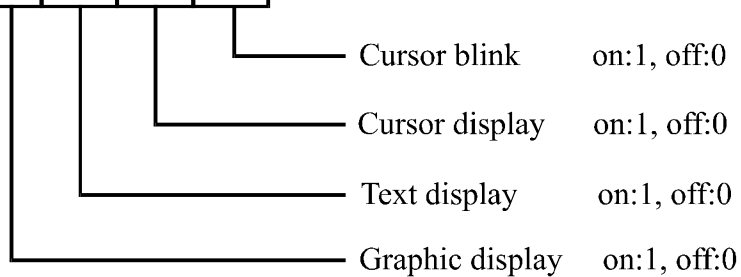 Cursor blink on:1, off:0
Cursor display on:1, off:0
Text display on:1, off:0
Graphic display on:1, off:0